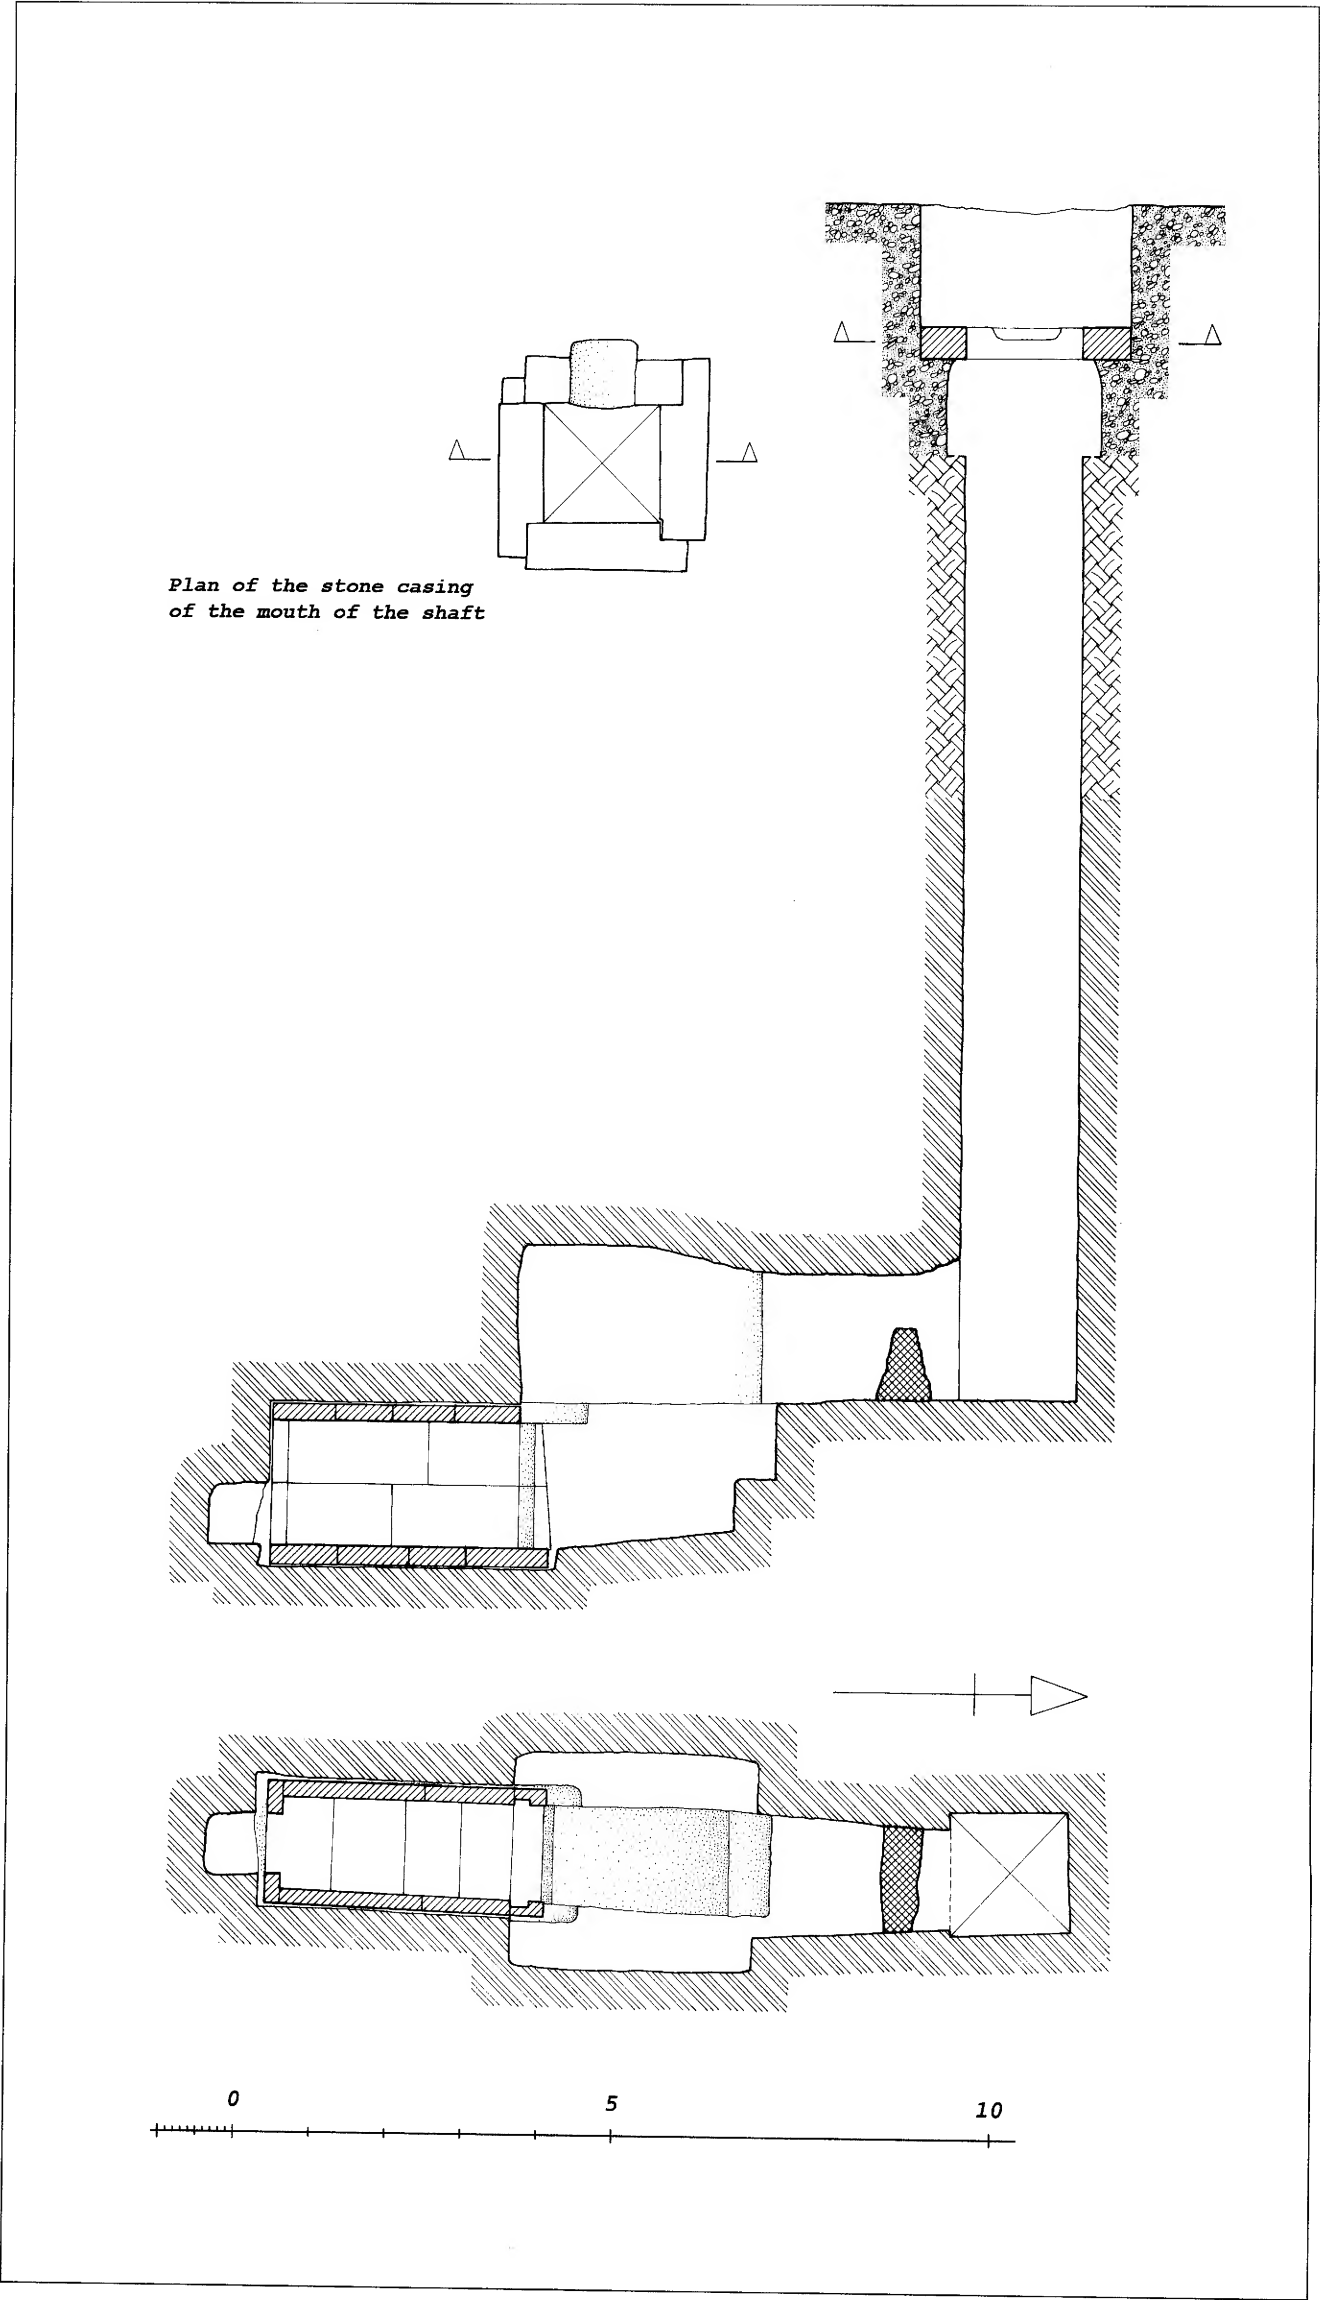 Plan of the stone casing
of the mouth of the shaft
0 5 10